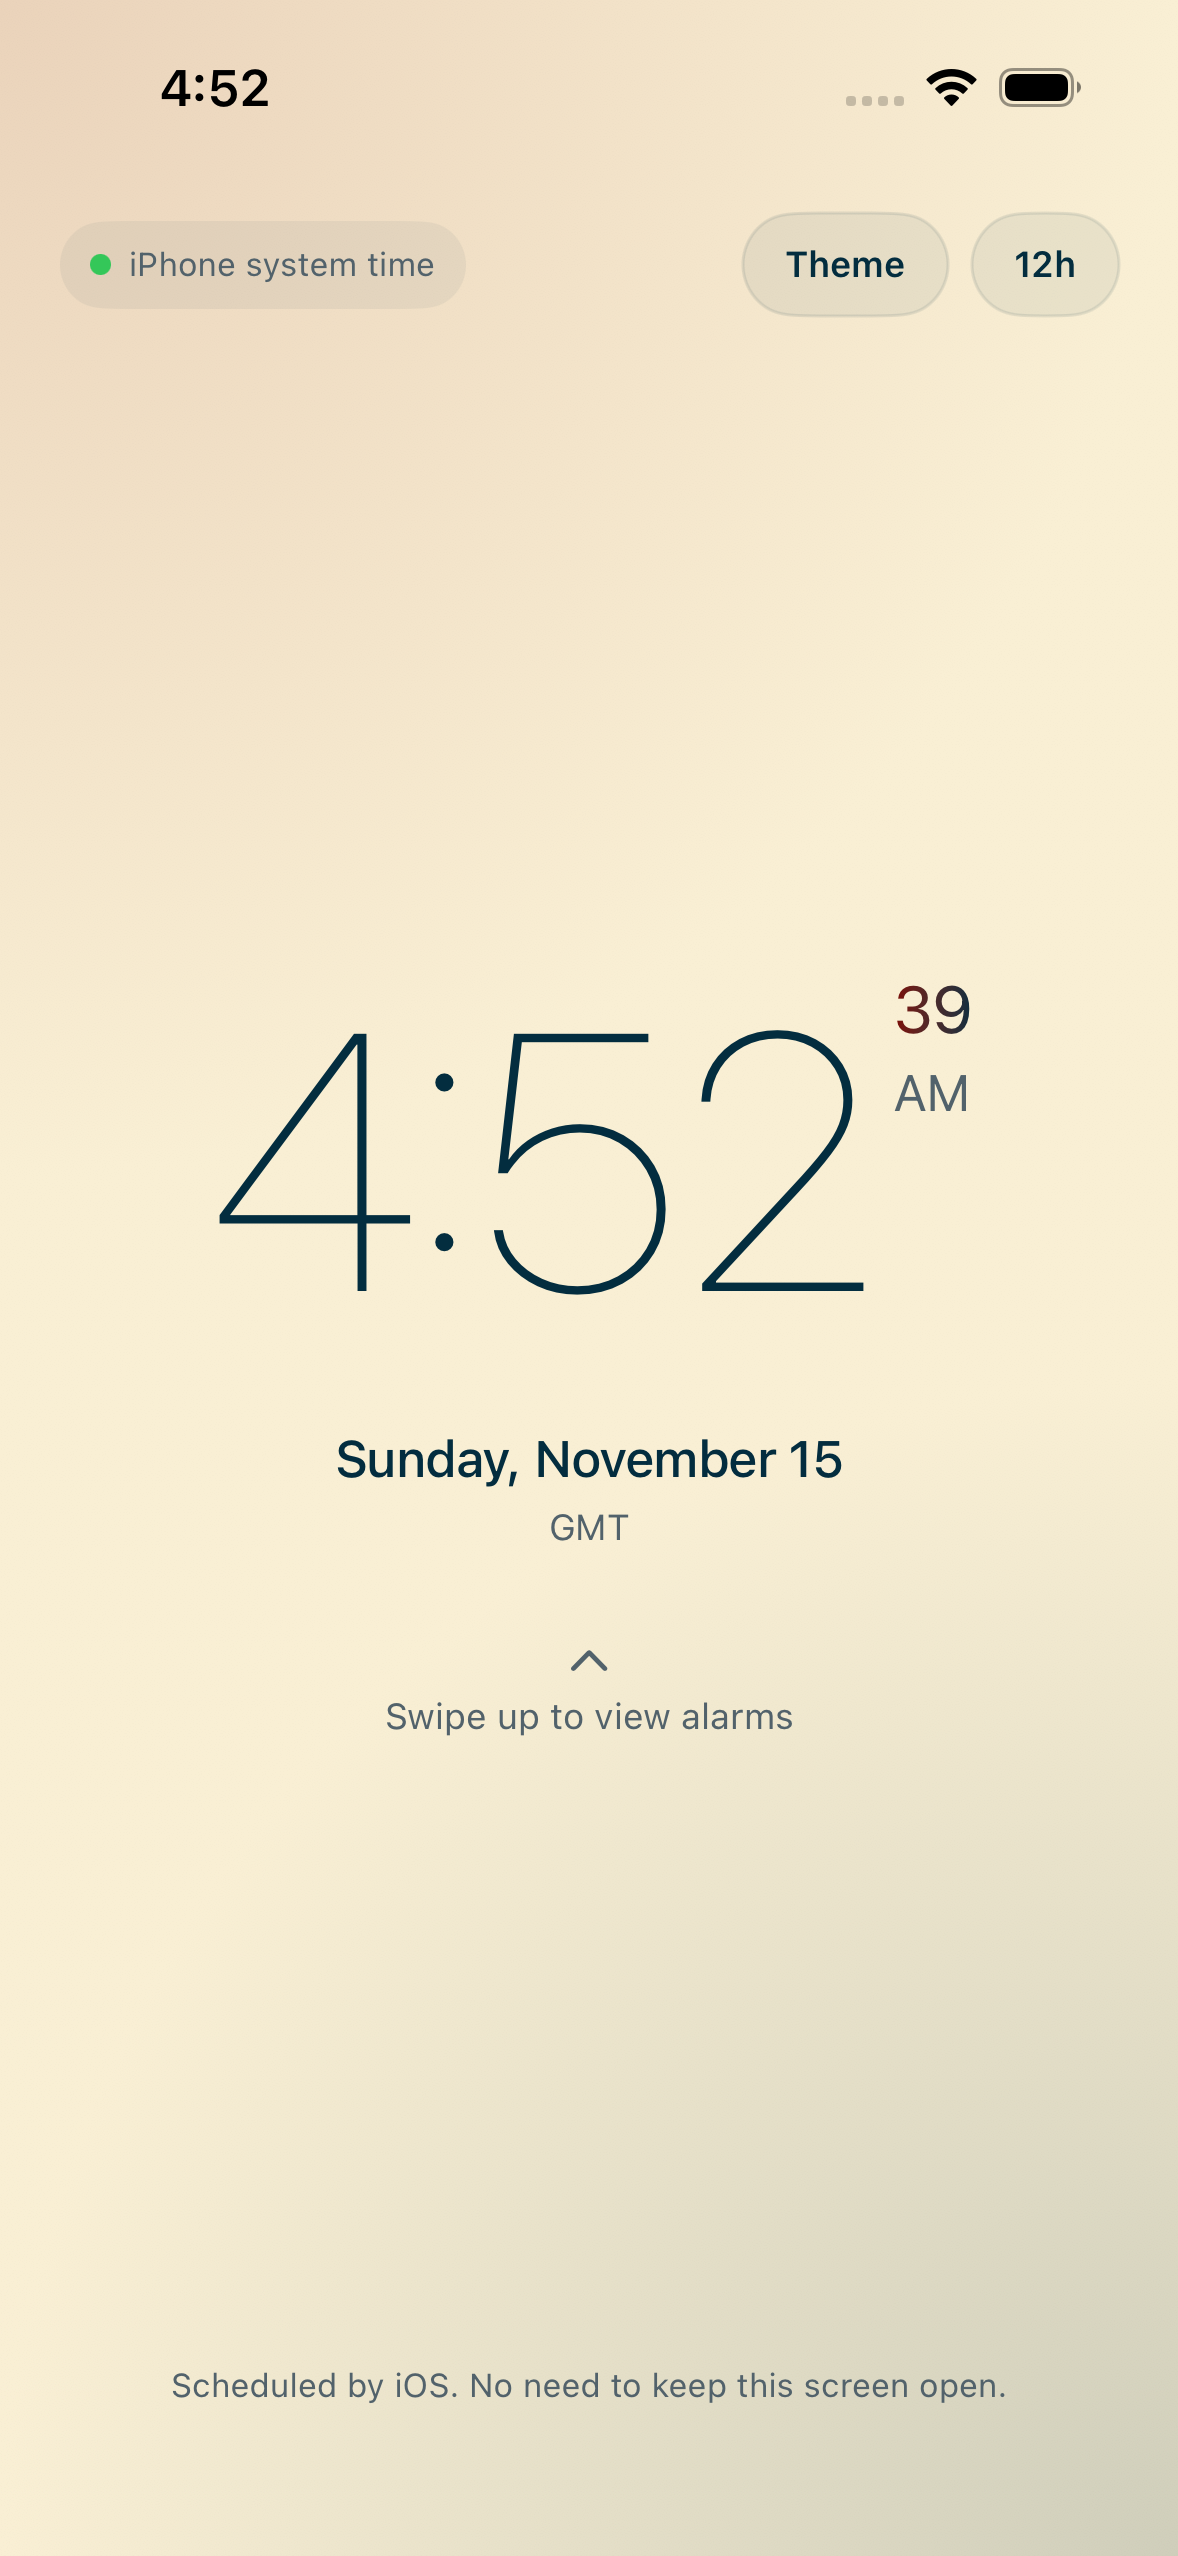 4:52
iPhone system time
Theme
12h
4:52
39
AM
Sunday, November 15
GMT
Swipe up to view alarms
Scheduled by iOS. No need to keep this screen open.